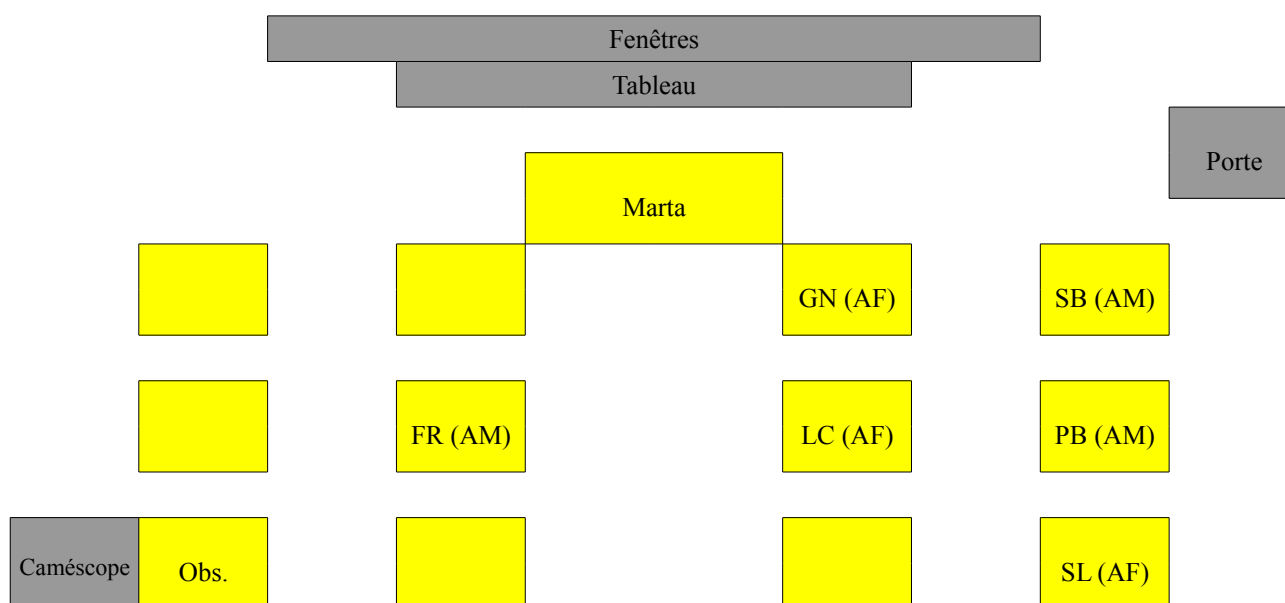 Fenêtres
Tableau
Porte
Marta
GN (AF)
SB (AM)
FR (AM)
LC (AF)
PB (AM)
Caméscope
Obs.
SL (AF)